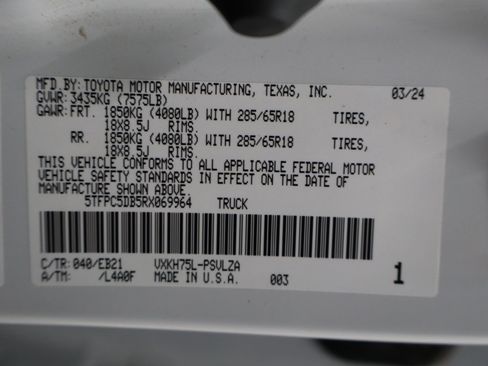 MFD.BY: TOYOTA MOTOR MANUFACTURING, TEXAS, INC. 03/24
GVWR: 3435KG (7575LB)
GAWR: FRT. 1850KG (4080LB) WITH 285/65R18 TIRES,
18X8.5J RIMS.
RR. 1850KG (4080LB) WITH 285/65R18 TIRES,
18X8.5J RIMS.
THIS VEHICLE CONFORMS TO ALL APPLICABLE FEDERAL MOTOR
VEHICLE SAFETY STANDARDS IN EFFECT ON THE DATE OF
MANUFACTURE SHOWN ABOVE.
5TFPC5DB5RX069964 TRUCK
C/TR: 040/EB21 VXKH75L-PSVLZA
A/TM: /L4A0F MADE IN U.S.A. 003 1